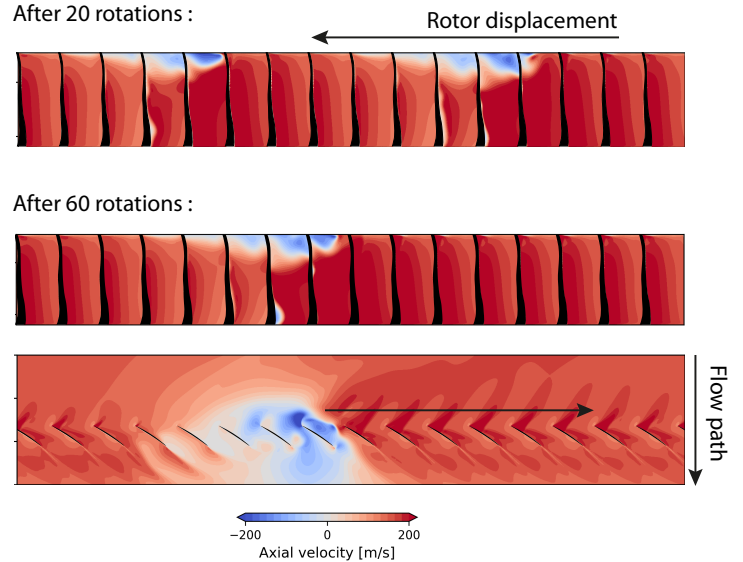 After 20 rotations :
Rotor displacement
After 60 rotations :
Flow path
−200 0 200
Axial velocity [m/s]